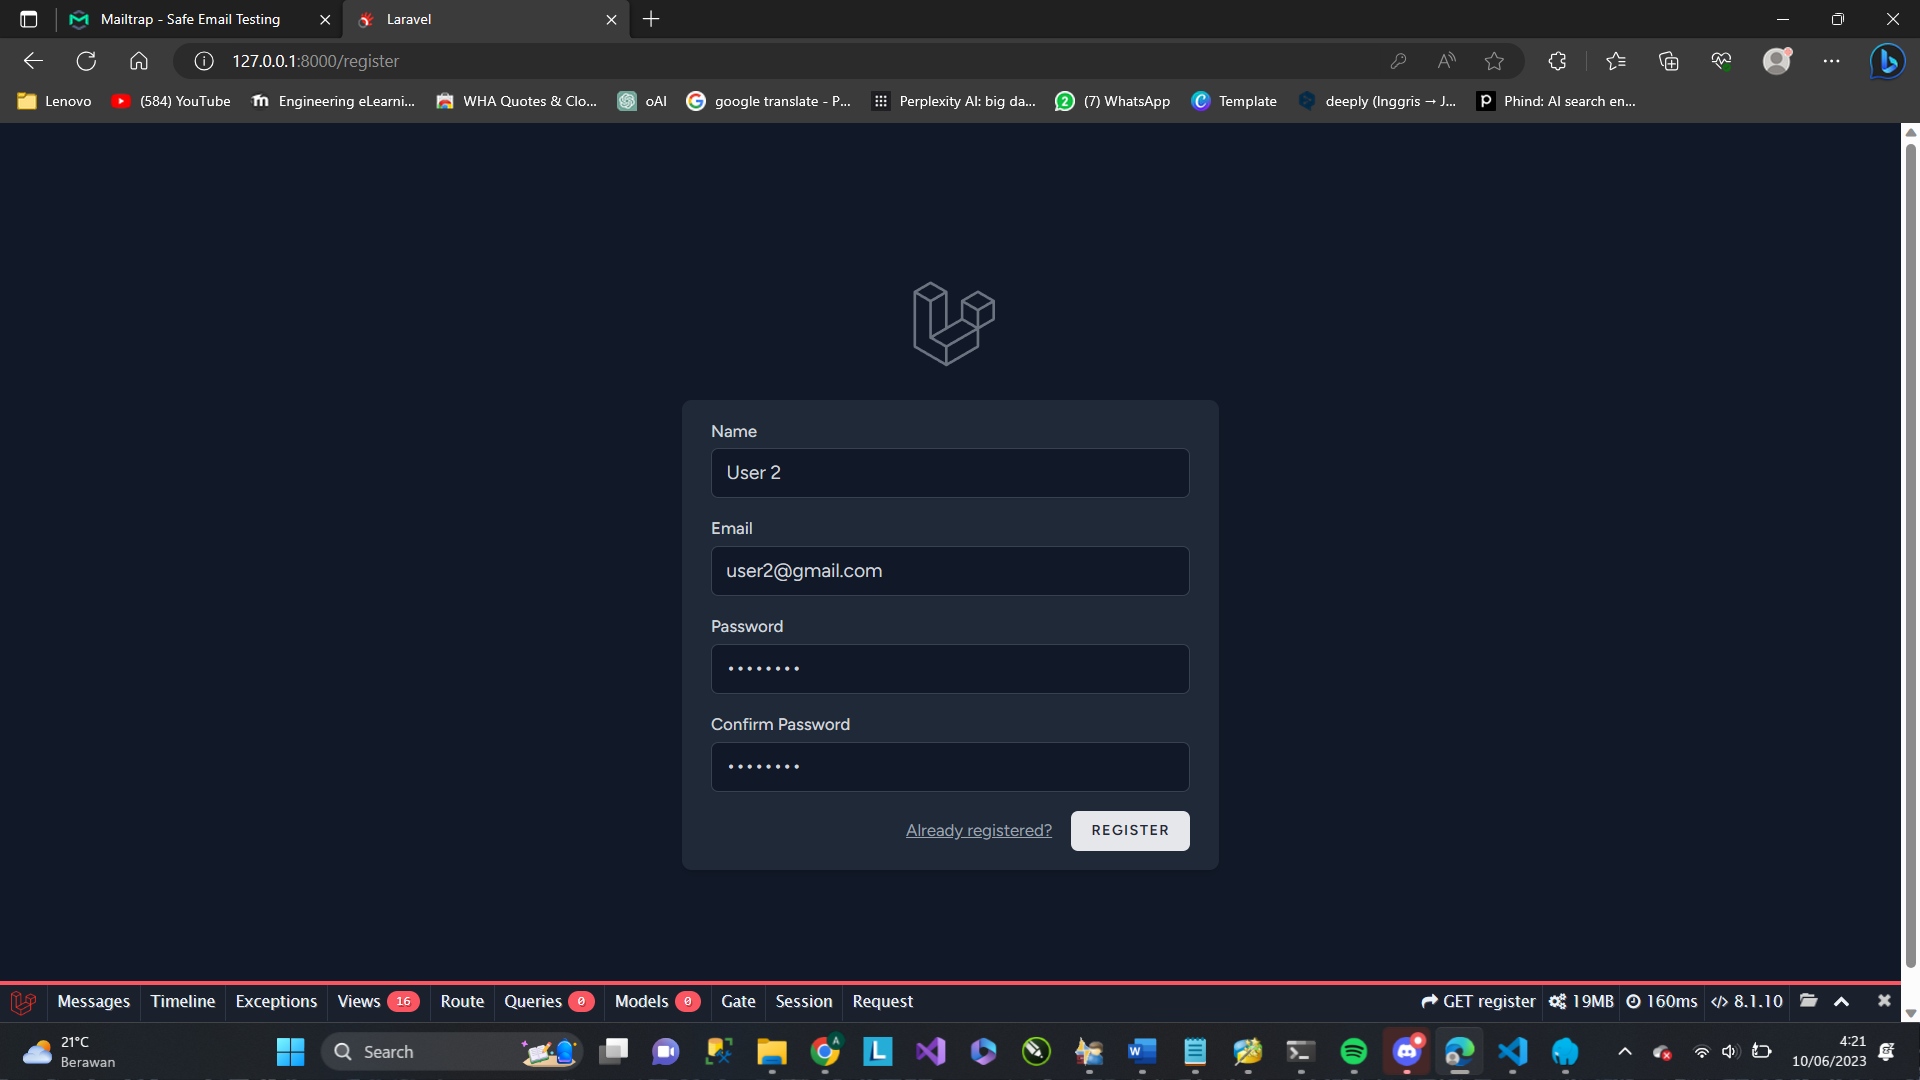 Mailtrap - Safe Email Testing
Laravel
127.0.0.1:8000/register
Lenovo
(584) YouTube
Engineering eLearni...
WHA Quotes & Clo...
oAI
google translate - P...
Perplexity AI: big da...
(7) WhatsApp
Template
deeply (Inggris → J...
Phind: AI search en...
Name
User 2
Email
user2@gmail.com
Password
••••••••
Confirm Password
••••••••
Already registered?
REGISTER
Messages
Timeline
Exceptions
Views 16
Route
Queries 0
Models 0
Gate
Session
Request
GET register
19MB
160ms
8.1.10
21°C
Berawan
Search
4:21
10/06/2023